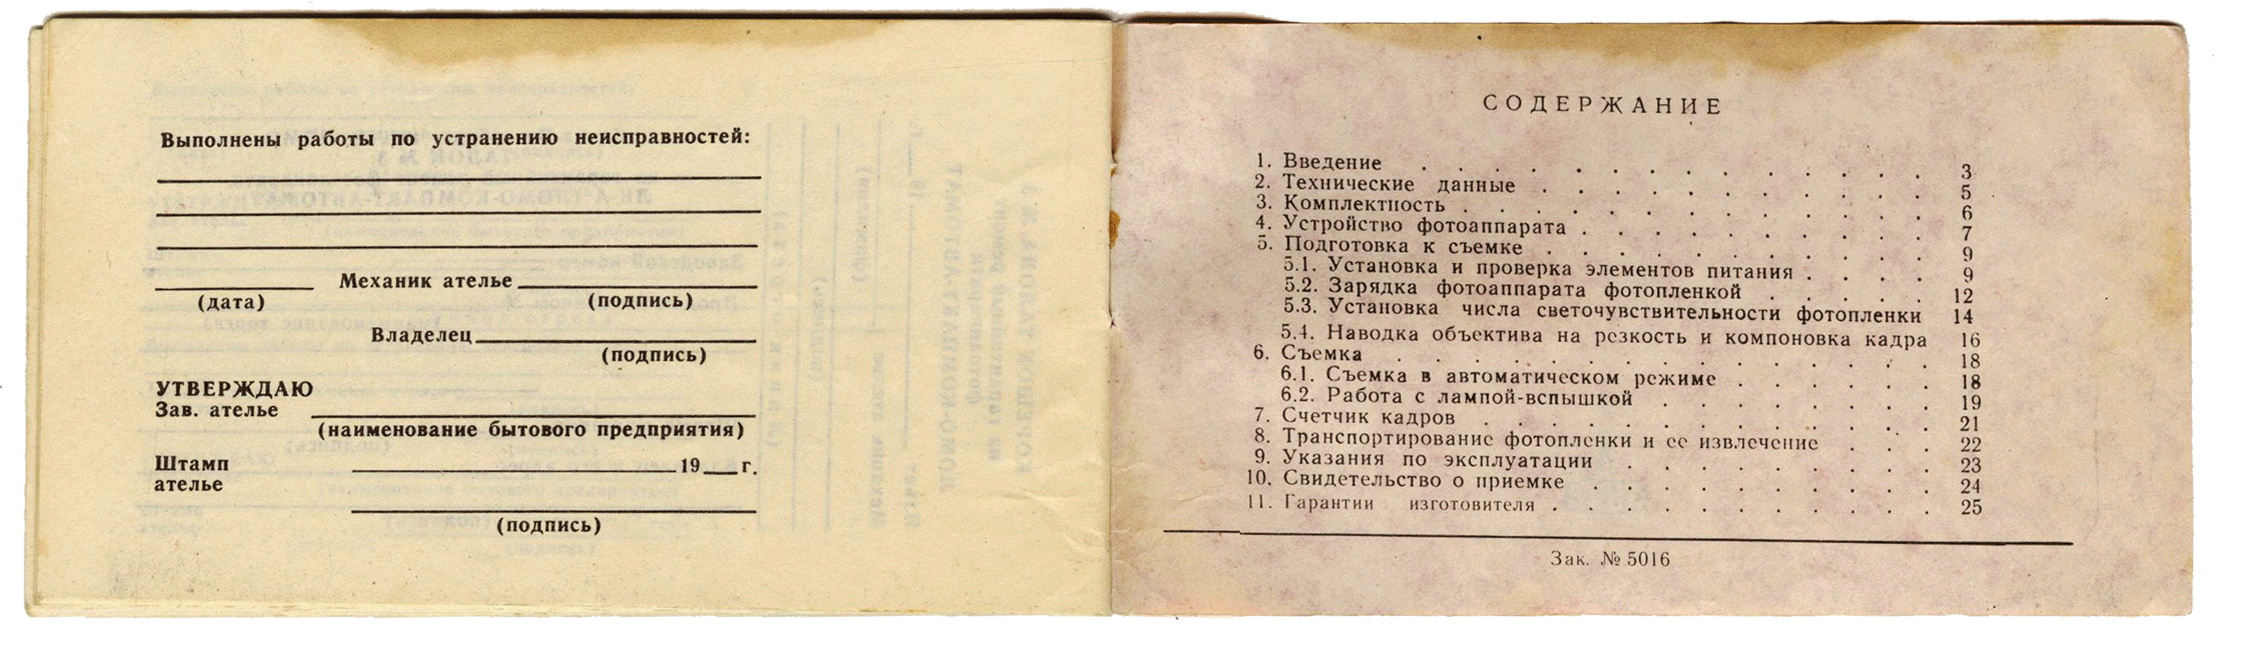 Выполнены работы по устранению неисправностей:
Механик ателье
(дата) (подпись)
Владелец
(подпись)
УТВЕРЖДАЮ
Зав. ателье
(наименование бытового предприятия)
Штамп 19 г.
ателье
(подпись)
СОДЕРЖАНИЕ
1. Введение . . . . . . . . . . . . 3
2. Технические данные . . . . . . . . . . 5
3. Комплектность . . . . . . . . . . . 6
4. Устройство фотоаппарата . . . . . . . . . 7
5. Подготовка к съемке . . . . . . . . . . 9
5.1. Установка и проверка элементов питания . . . . 9
5.2. Зарядка фотоаппарата фотопленкой . . . . . 12
5.3. Установка числа светочувствительности фотопленки 14
5.4. Наводка объектива на резкость и компоновка кадра 16
6. Съемка . . . . . . . . . . . . 18
6.1. Съемка в автоматическом режиме . . . . . 18
6.2. Работа с лампой-вспышкой . . . . . . . 19
7. Счетчик кадров . . . . . . . . . . . 21
8. Транспортирование фотопленки и ее извлечение . . . 22
9. Указания по эксплуатации . . . . . . . . 23
10. Свидетельство о приемке . . . . . . . . . 24
11. Гарантии изготовителя . . . . . . . . . . 25
Зак. № 5016